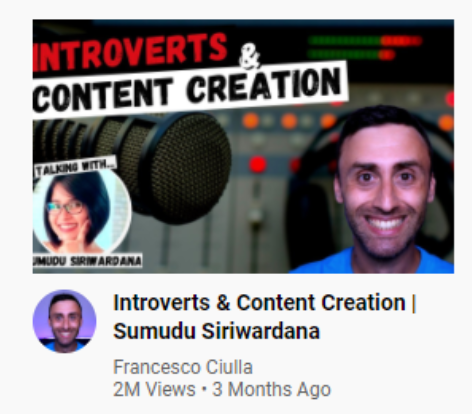 INTROVERTS &
CONTENT CREATION
TALKING WITH...
UMUDU SIRIWARDANA
Introverts & Content Creation |
Sumudu Siriwardana
Francesco Ciulla
2M Views • 3 Months Ago